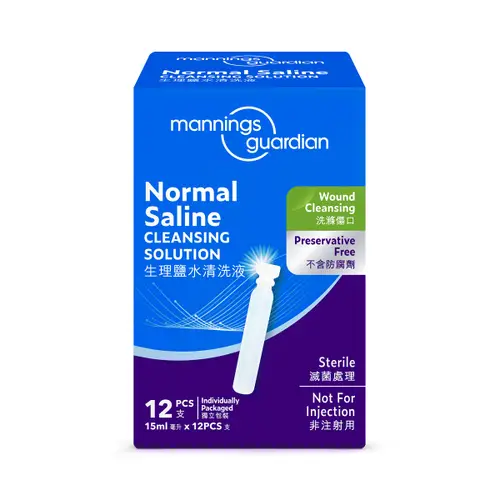 mannings
guardian
Normal Saline
CLEANSING SOLUTION
生理鹽水清洗液
mannings
guardian
Normal
Saline
CLEANSING
SOLUTION
生理鹽水清洗液
Wound
Cleansing
洗滌傷口
Preservative
Free
不含防腐劑
Sterile
滅菌處理
Not For
Injection
非注射用
12 PCS
支
Individually
Packaged
獨立包裝
15ml 毫升 x 12PCS 支